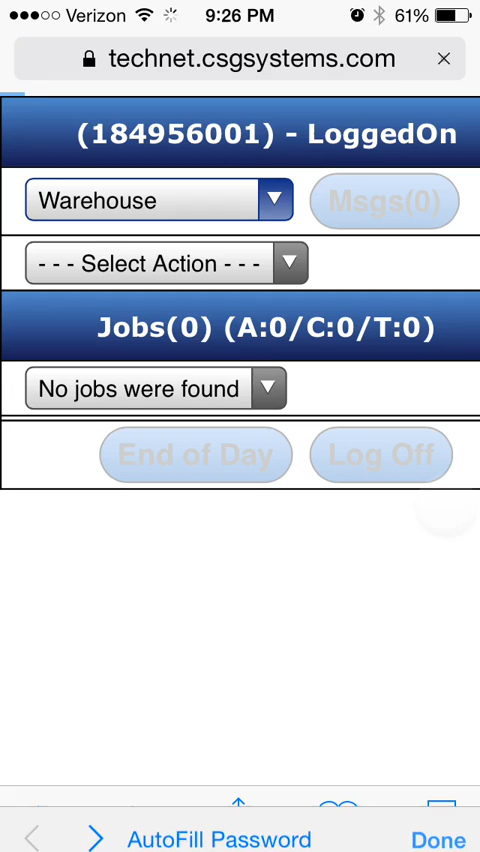 Verizon 9:26 PM 61%
technet.csgsystems.com
(184956001) - LoggedOn
Warehouse Msgs(0)
- - - Select Action - - -
Jobs(0) (A:0/C:0/T:0)
No jobs were found
End of Day Log Off
AutoFill Password Done